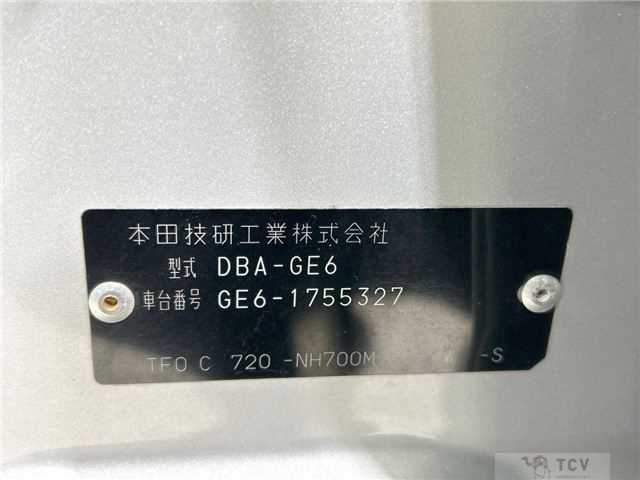 本田技研工業株式会社
型式 DBA-GE6
車台番号 GE6-1755327
TF0 C 720 -NH700M -S
TCV